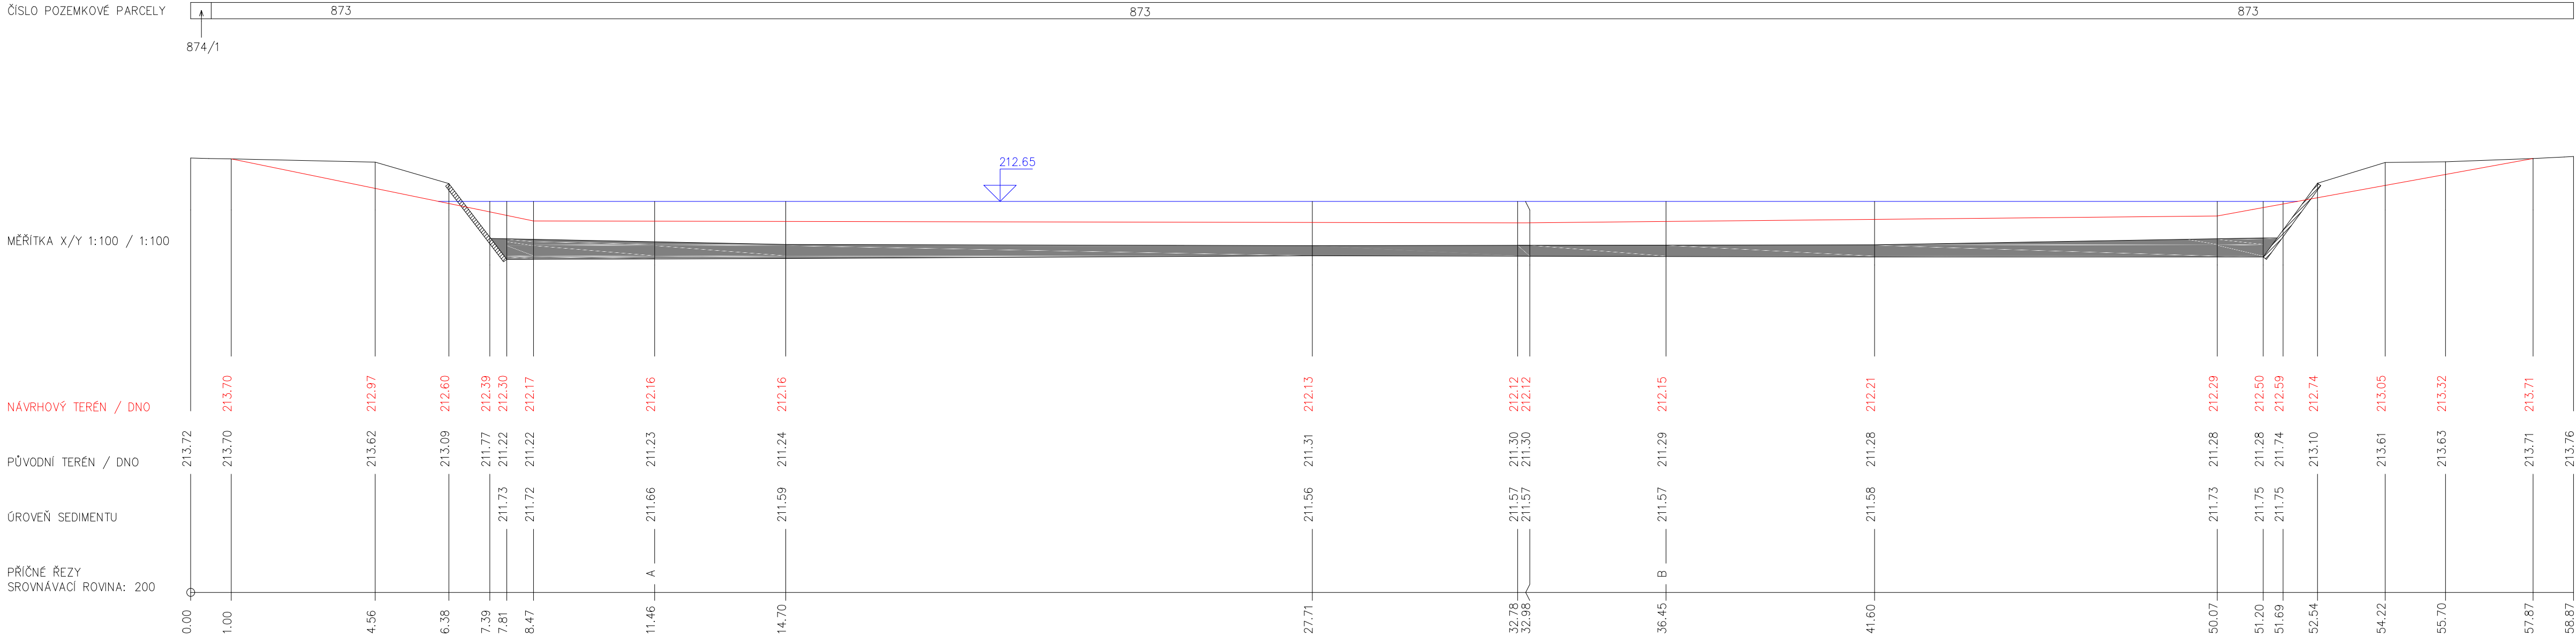 ČÍSLO POZEMKOVÉ PARCELY 873 873 873
874/1
212.65
MĚŘÍTKA X/Y 1:100 / 1:100
NÁVRHOVÝ TERÉN / DNO 213.70 212.97 212.60 212.39 212.30 212.17 212.16 212.16 212.13 212.12 212.12 212.15 212.21 212.29 212.50 212.59 212.74 213.05 213.32 213.71
PŮVODNÍ TERÉN / DNO 213.72 213.70 213.62 213.09 211.77 211.22 211.22 211.23 211.24 211.31 211.30 211.30 211.29 211.28 211.28 211.28 211.74 213.10 213.61 213.63 213.71 213.76
ÚROVEŇ SEDIMENTU 211.73 211.72 211.66 211.59 211.56 211.57 211.57 211.57 211.58 211.73 211.75 211.75
PŘÍČNÉ ŘEZY A B
SROVNÁVACÍ ROVINA: 200
0.00 1.00 4.56 6.38 7.39 7.81 8.47 11.46 14.70 27.71 32.78 32.98 36.45 41.60 50.07 51.20 51.69 52.54 54.22 55.70 57.87 58.87